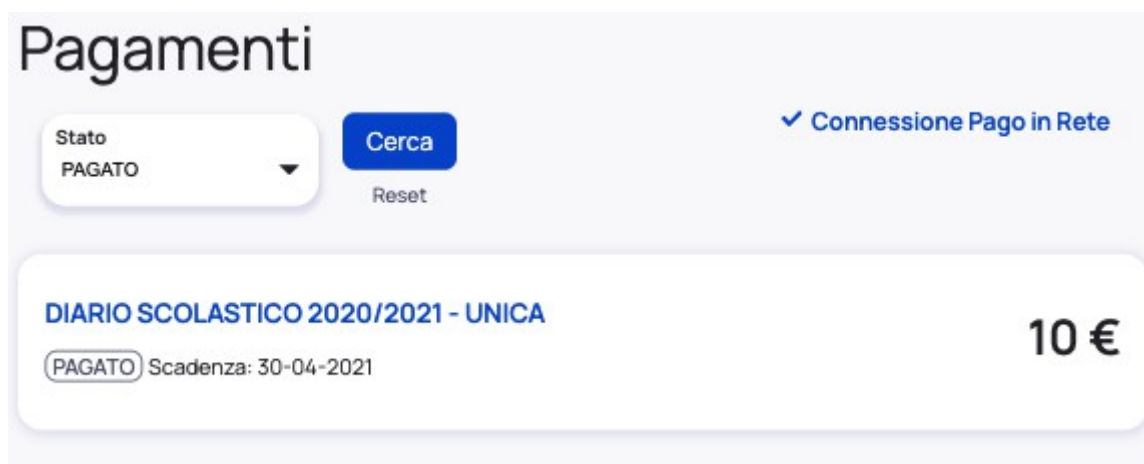 Pagamenti
Stato
PAGATO
Cerca
Reset
Connessione Pago in Rete
DIARIO SCOLASTICO 2020/2021 - UNICA
PAGATO Scadenza: 30-04-2021
10 €